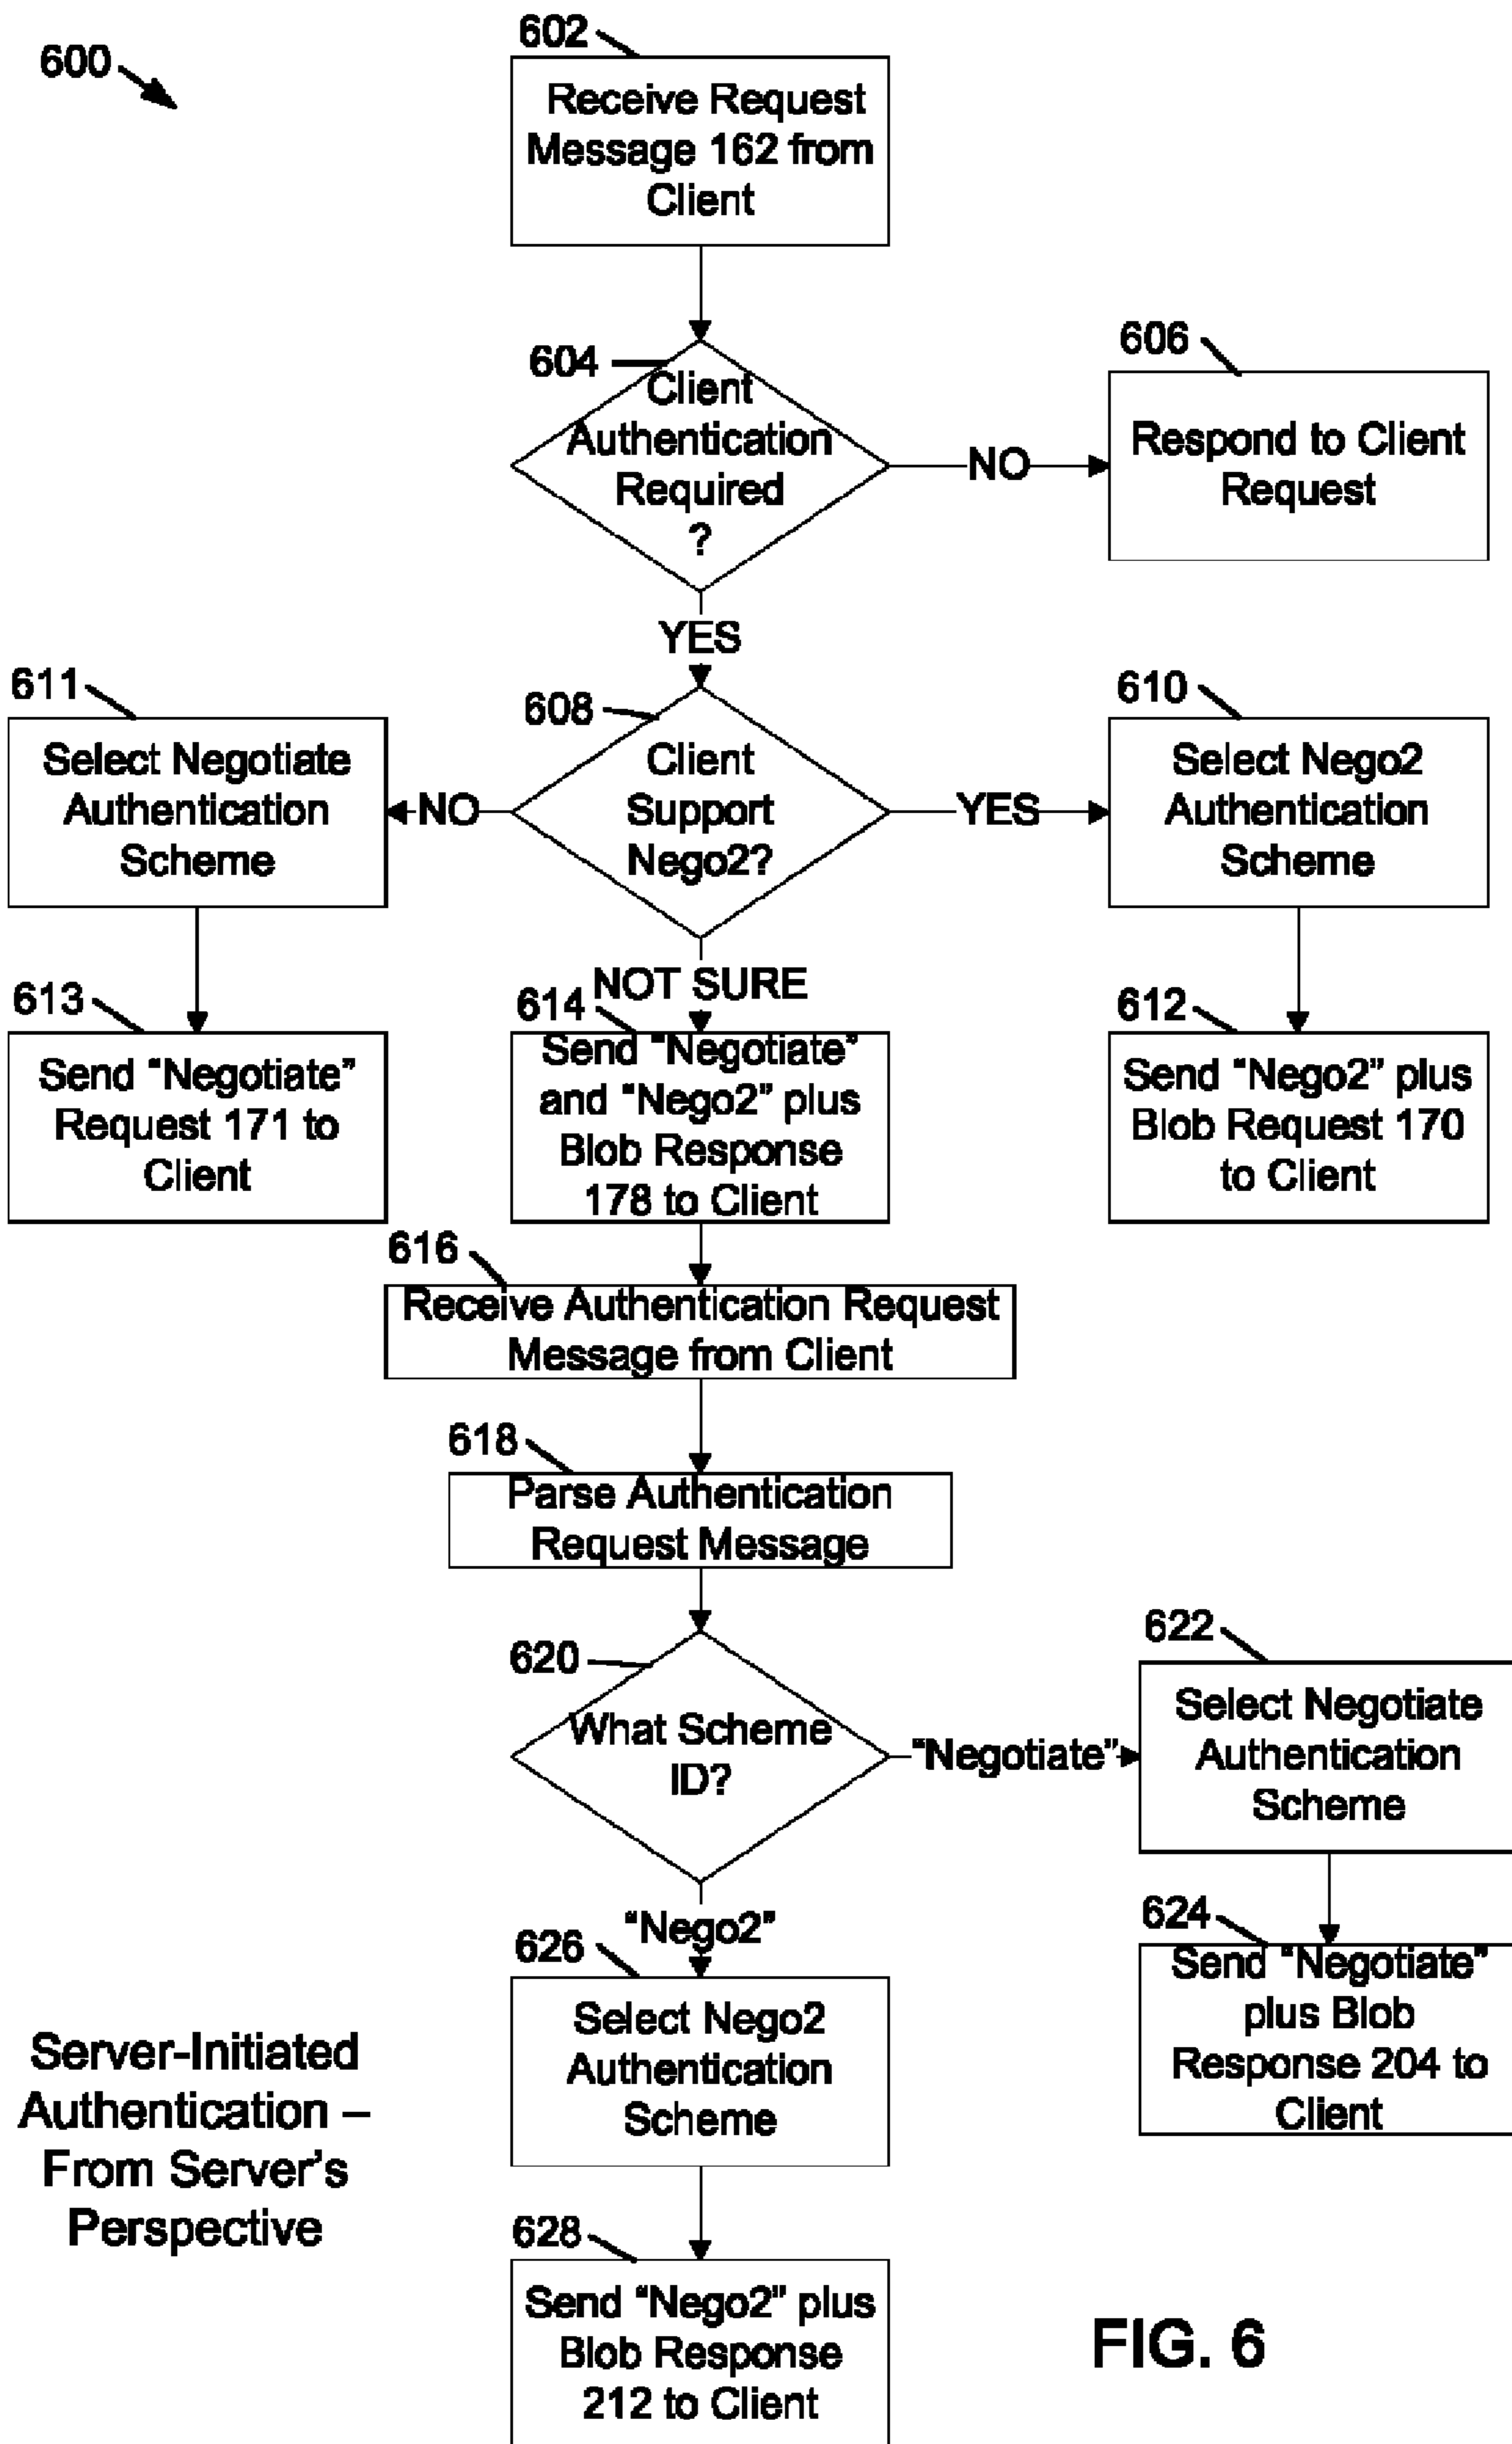 600
602
Receive Request
Message 162 from
Client
604
Client
Authentication
Required
?
NO
606
Respond to Client
Request
YES
611
Select Negotiate
Authentication
Scheme
NO
608
Client
Support
Nego2?
YES
610
Select Nego2
Authentication
Scheme
613
Send “Negotiate”
Request 171 to
Client
NOT SURE
614
Send “Negotiate”
and “Nego2” plus
Blob Response
178 to Client
612
Send “Nego2” plus
Blob Request 170
to Client
616
Receive Authentication Request
Message from Client
618
Parse Authentication
Request Message
620
What Scheme
ID?
“Negotiate”
622
Select Negotiate
Authentication
Scheme
“Nego2”
624
Send “Negotiate”
plus Blob
Response 204 to
Client
626
Select Nego2
Authentication
Scheme
Server-Initiated
Authentication –
From Server’s
Perspective
628
Send “Nego2” plus
Blob Response
212 to Client
FIG. 6